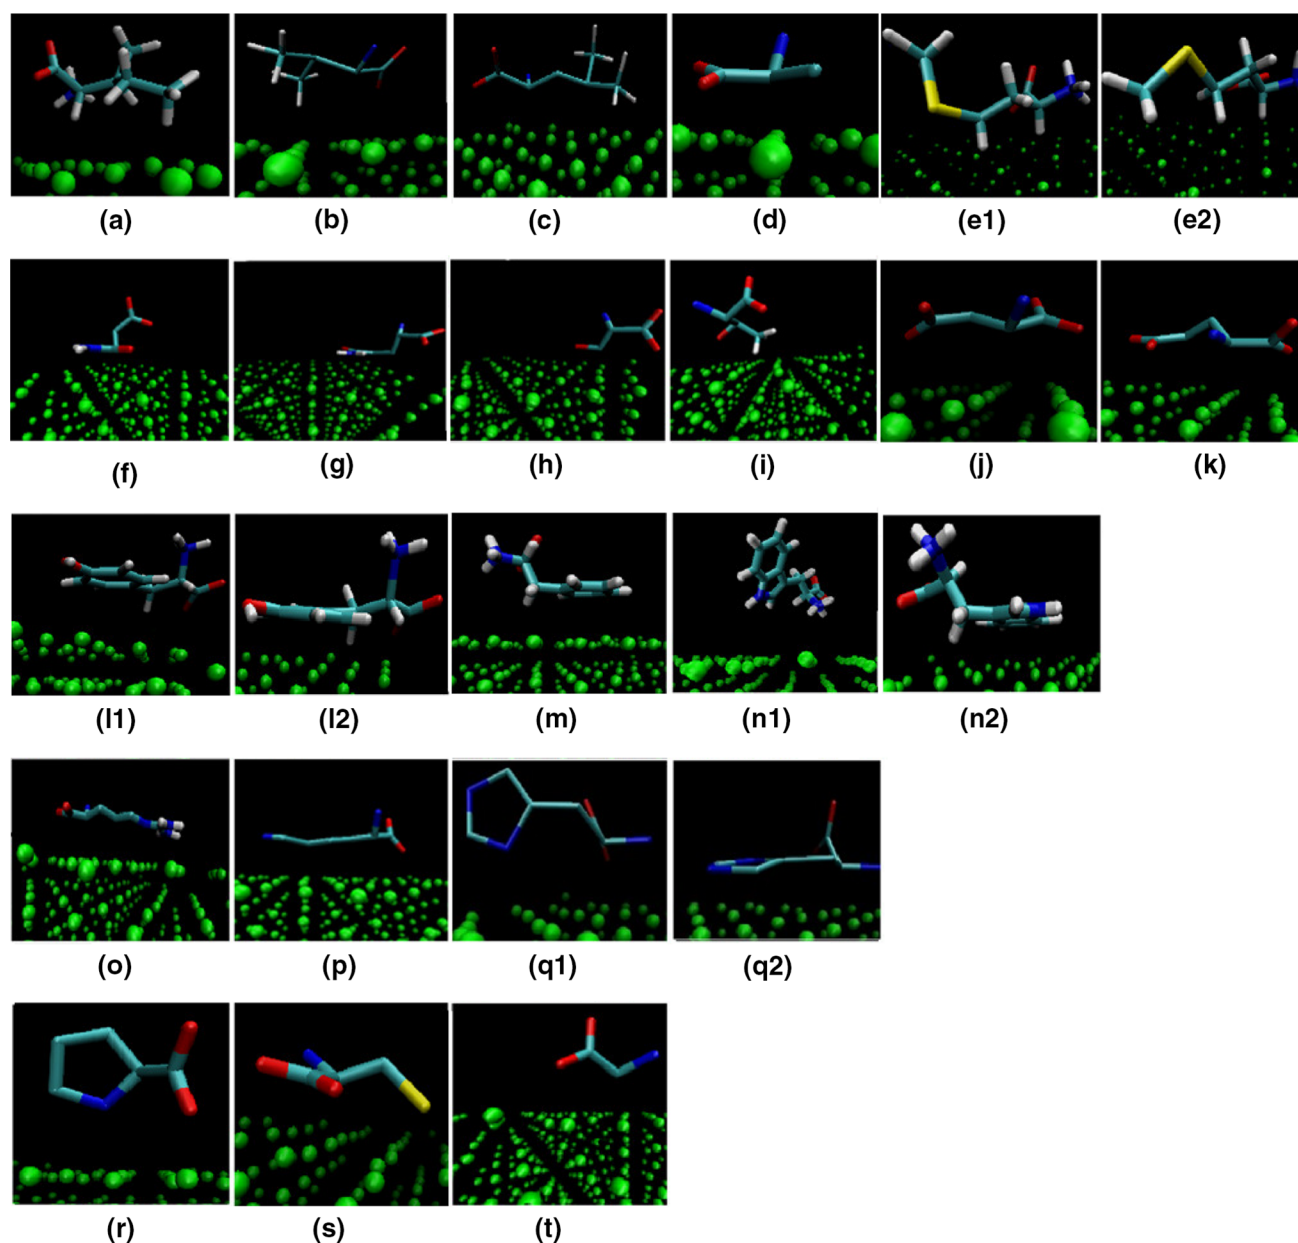 (a) (b) (c) (d) (e1) (e2)
(f) (g) (h) (i) (j) (k)
(l1) (l2) (m) (n1) (n2)
(o) (p) (q1) (q2)
(r) (s) (t)